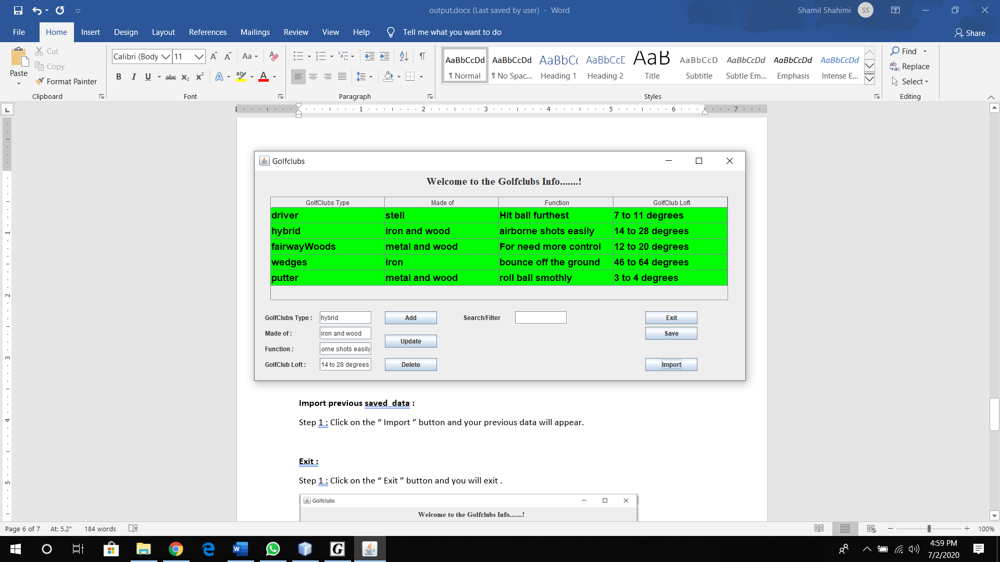 output.docx (Last saved by user) - Word
Shamil Shahimi SS
File Home Insert Design Layout References Mailings Review View Help Tell me what you want to do Share
Paste
Cut
Copy
Format Painter
Clipboard
Calibri (Body 11
Font
Paragraph
AaBbCcDd AaBbCcDd AaBbCc AaBbCcD AaB AaBbCcD AaBbCcDd AaBbCcDd AaBbCcDd
¶ Normal ¶ No Spac... Heading 1 Heading 2 Title Subtitle Subtle Em... Emphasis Intense E...
Styles
Find
Replace
Select
Editing
1 1 2 3 4 5 6 7
Golfclubs
Welcome to the Golfclubs Info.......!
GolfClubs Type Made of Function GolfClub Loft
driver stell Hit ball furthest 7 to 11 degrees
hybrid iron and wood airborne shots easily 14 to 28 degrees
fairwayWoods metal and wood For need more control 12 to 20 degrees
wedges iron bounce off the ground 46 to 64 degrees
putter metal and wood roll ball smothly 3 to 4 degrees
GolfClubs Type : hybrid Add Search/Filter Exit
Made of : iron and wood Save
Update
Function : orne shots easily
GolfClub Loft : 14 to 28 degrees Delete Import
Import previous saved data :
Step 1 : Click on the “ Import ” button and your previous data will appear.
Exit :
Step 1 : Click on the “ Exit ” button and you will exit .
Golfclubs
Welcome to the Golfclubs Info.......!
Page 6 of 7 At: 5.2" 184 words 100%
4:59 PM
7/2/2020